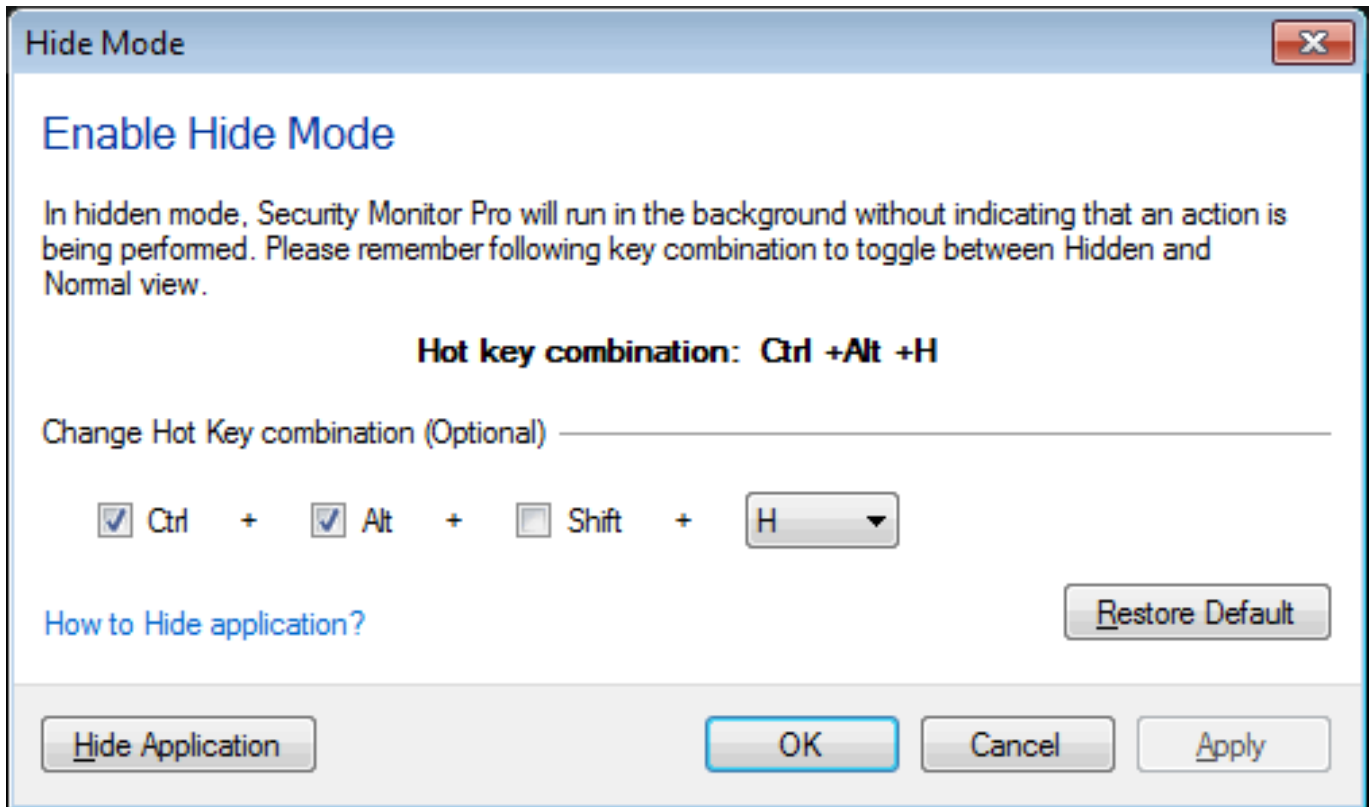 Hide Mode
Enable Hide Mode
In hidden mode, Security Monitor Pro will run in the background without indicating that an action is
being performed. Please remember following key combination to toggle between Hidden and
Normal view.
Hot key combination:  Ctrl +Alt +H
Change Hot Key combination (Optional)
Ctrl + Alt + Shift + H
Restore Default
How to Hide application?
Hide Application OK Cancel Apply